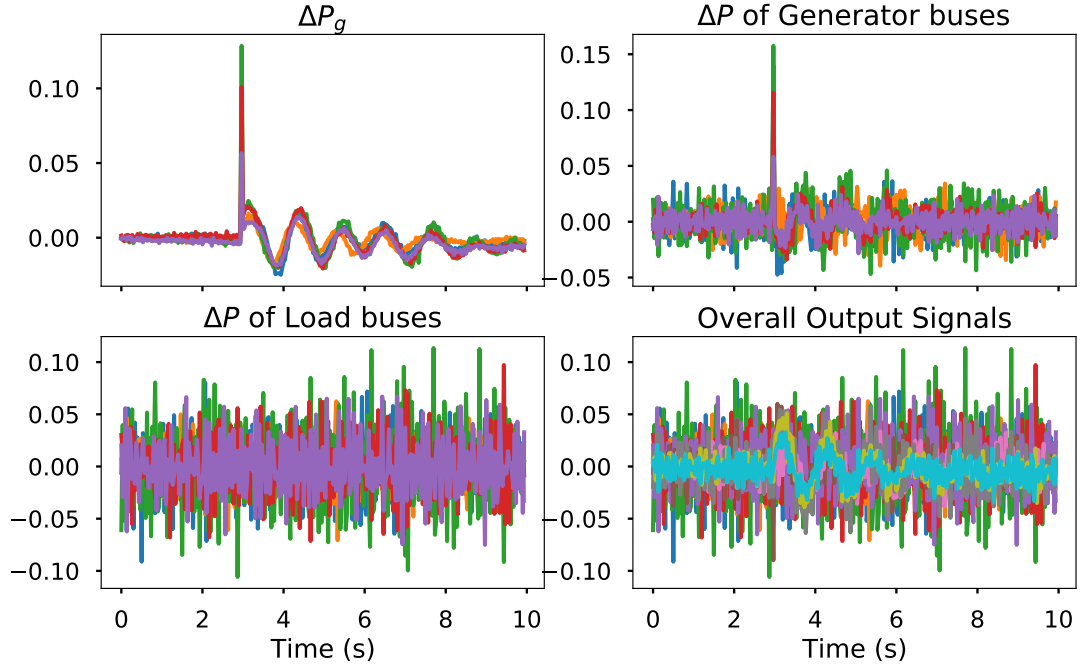 ΔP_g
ΔP of Generator buses
0.10
0.05
0.00
0.15
0.10
0.05
0.00
−0.05
ΔP of Load buses
Overall Output Signals
0.10
0.05
0.00
−0.05
−0.10
0.10
0.05
0.00
−0.05
−0.10
0 2 4 6 8 10
0 2 4 6 8 10
Time (s)
Time (s)